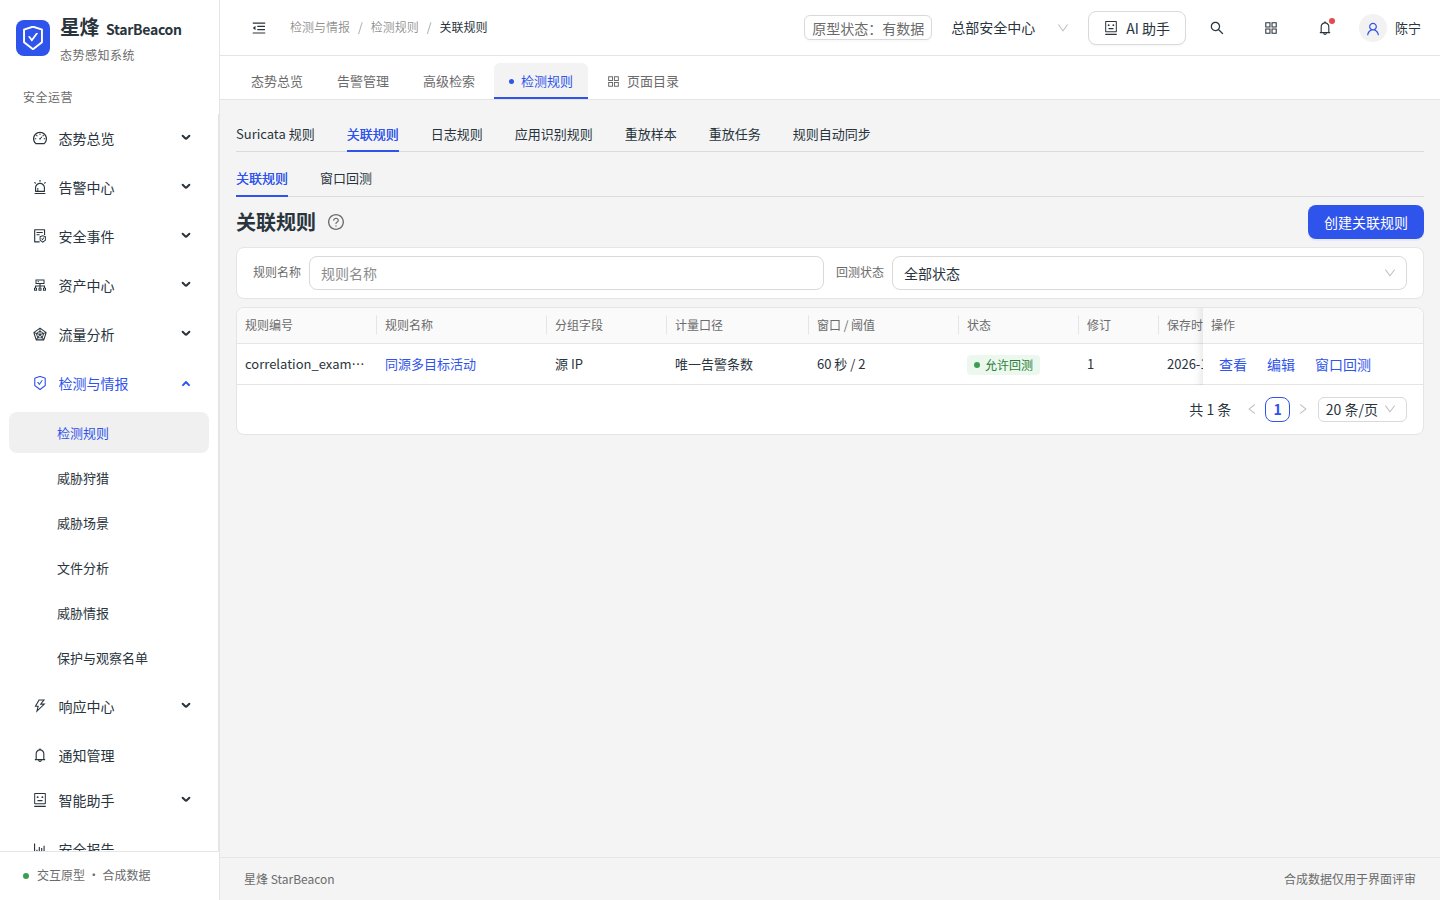 星烽 StarBeacon
态势感知系统
安全运营
态势总览
告警中心
安全事件
资产中心
流量分析
检测与情报
检测规则
威胁狩猎
威胁场景
文件分析
威胁情报
保护与观察名单
响应中心
通知管理
智能助手
安全报告
交互原型 · 合成数据
检测与情报 / 检测规则 / 关联规则
原型状态：有数据
总部安全中心
AI 助手
陈宁
态势总览
告警管理
高级检索
检测规则
页面目录
Suricata 规则
关联规则
日志规则
应用识别规则
重放样本
重放任务
规则自动同步
关联规则
窗口回测
关联规则
创建关联规则
规则名称
规则名称
回测状态
全部状态
规则编号 规则名称 分组字段 计量口径 窗口 / 阈值 状态 修订 保存时 操作
correlation_exam··· 同源多目标活动 源 IP 唯一告警条数 60 秒 / 2 允许回测 1 2026- 查看 编辑 窗口回测
共 1 条 1 20 条/页
星烽 StarBeacon
合成数据仅用于界面评审